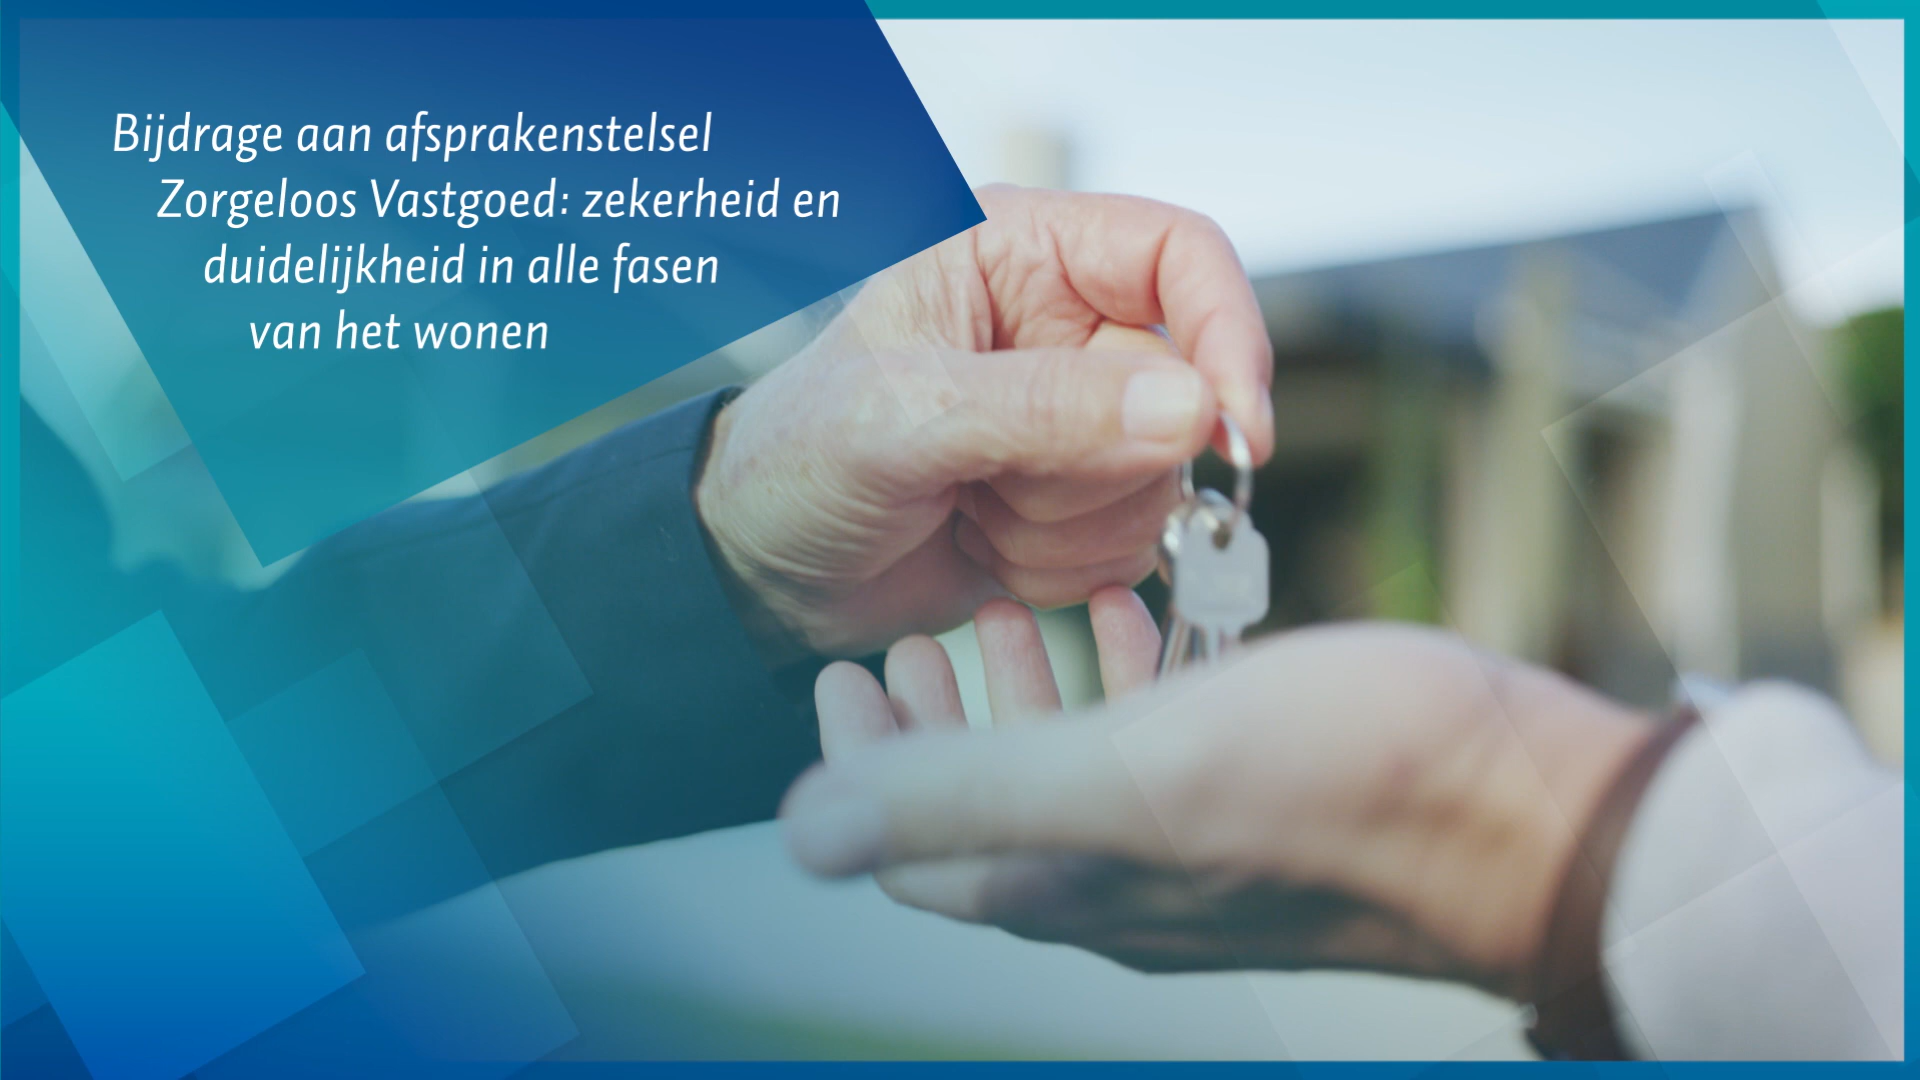 Bijdrage aan afsprakenstelsel
Zorgeloos Vastgoed: zekerheid en
duidelijkheid in alle fasen
van het wonen